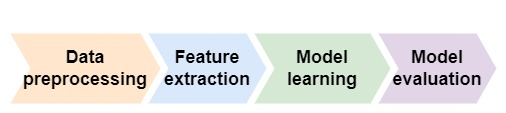 Data
preprocessing
Feature
extraction
Model
learning
Model
evaluation